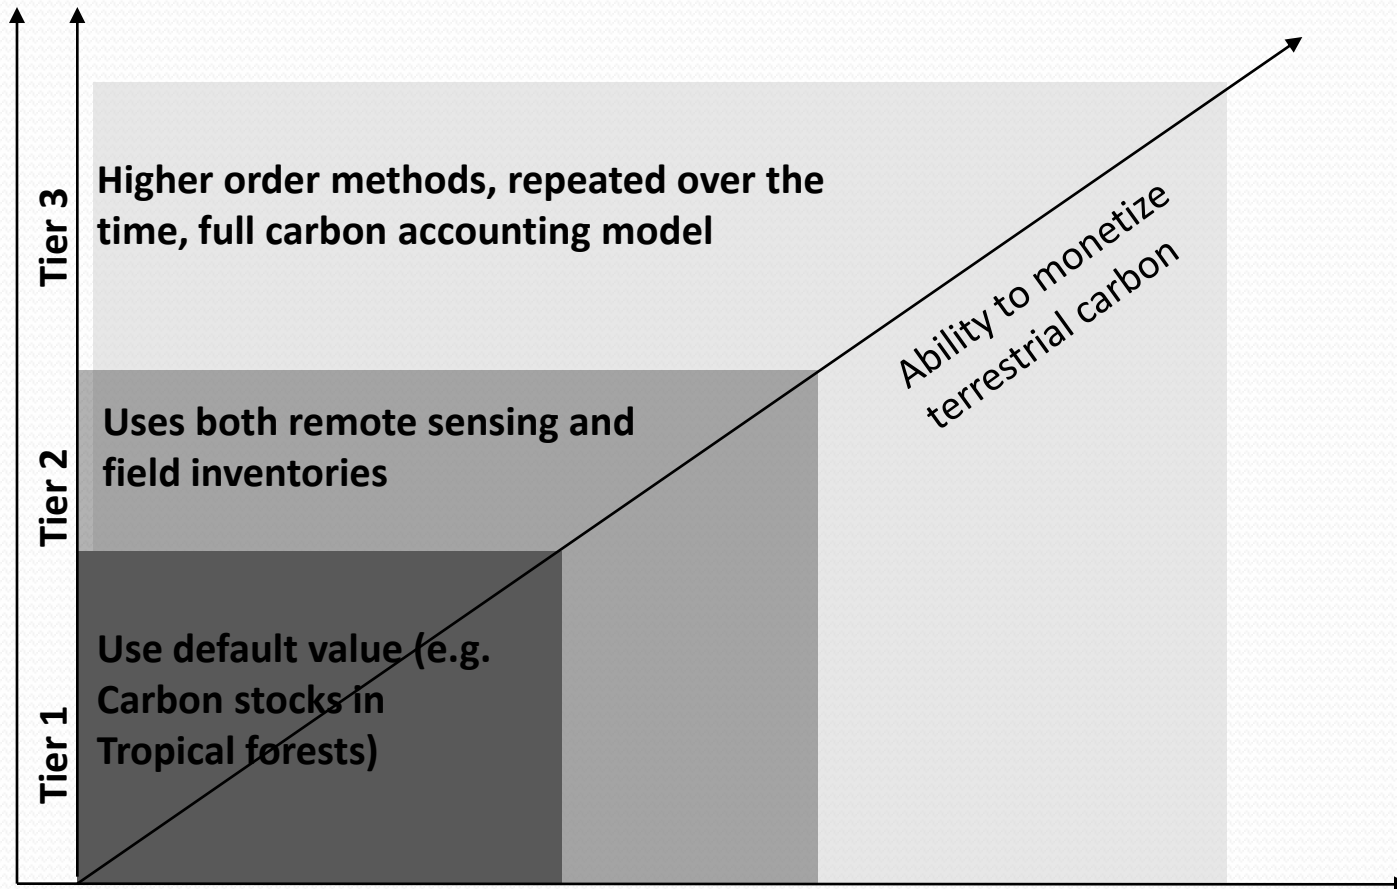 Tier 3
Higher order methods, repeated over the
time, full carbon accounting model
Ability to monetize
terrestrial carbon
Tier 2
Uses both remote sensing and
field inventories
Tier 1
Use default value (e.g.
Carbon stocks in
Tropical forests)